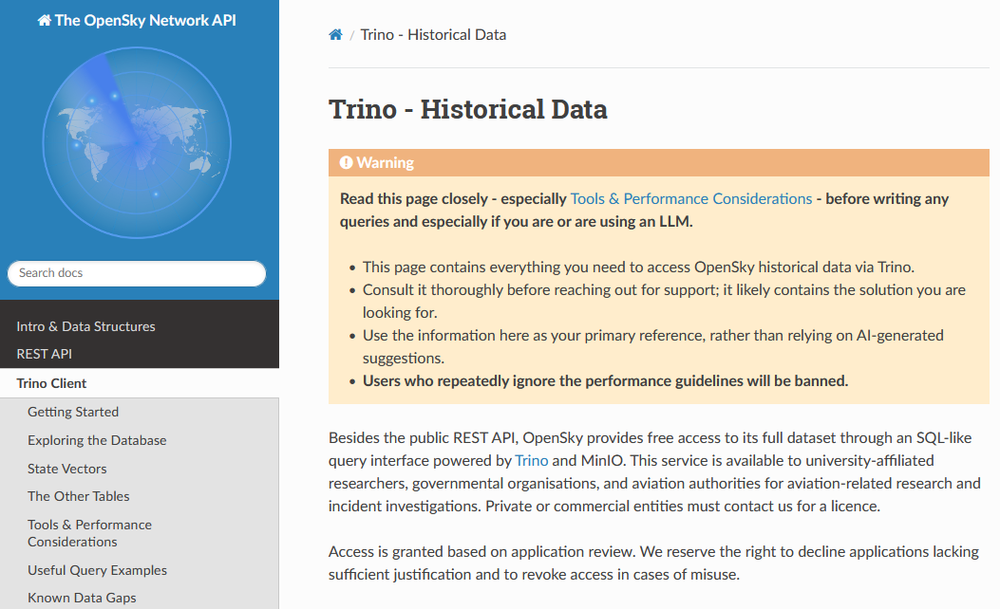 The OpenSky Network API
Search docs
Intro & Data Structures
REST API
Trino Client
Getting Started
Exploring the Database
State Vectors
The Other Tables
Tools & Performance
Considerations
Useful Query Examples
Known Data Gaps
/ Trino - Historical Data
Trino - Historical Data
Warning
Read this page closely - especially Tools & Performance Considerations - before writing any
queries and especially if you are or are using an LLM.
• This page contains everything you need to access OpenSky historical data via Trino.
• Consult it thoroughly before reaching out for support; it likely contains the solution you are
looking for.
• Use the information here as your primary reference, rather than relying on AI-generated
suggestions.
• Users who repeatedly ignore the performance guidelines will be banned.
Besides the public REST API, OpenSky provides free access to its full dataset through an SQL-like
query interface powered by Trino and MinIO. This service is available to university-affiliated
researchers, governmental organisations, and aviation authorities for aviation-related research and
incident investigations. Private or commercial entities must contact us for a licence.
Access is granted based on application review. We reserve the right to decline applications lacking
sufficient justification and to revoke access in cases of misuse.